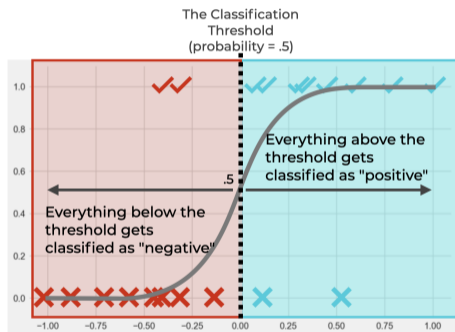 The Classification
Threshold
(probability = .5)
1.0
0.8
0.6
0.4
0.2
0.0
.5
Everything above the
threshold gets
classified as "positive"
Everything below the
threshold gets
classified as "negative"
−1.00
−0.75
−0.50
−0.25
0.00
0.25
0.50
0.75
1.00